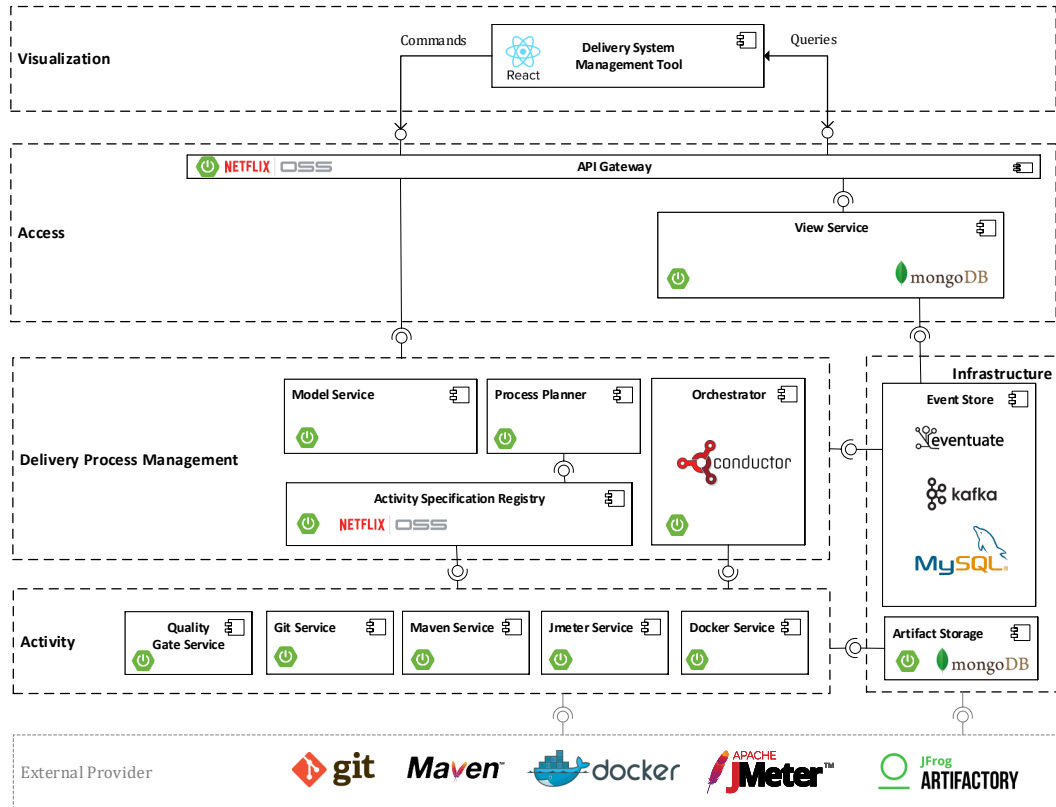 Commands
Queries
Visualization
React
Delivery System
Management Tool
NETFLIX OSS
API Gateway
Access
View Service
mongoDB
Infrastructure
Model Service
Process Planner
Orchestrator
Event Store
eventuate
conductor
Delivery Process Management
kafka
Activity Specification Registry
NETFLIX OSS
MySQL®
Activity
Quality
Gate Service
Git Service
Maven Service
Jmeter Service
Docker Service
Artifact Storage
mongoDB
External Provider
git
Maven™
docker
APACHE
JMeter™
JFrog
ARTIFACTORY